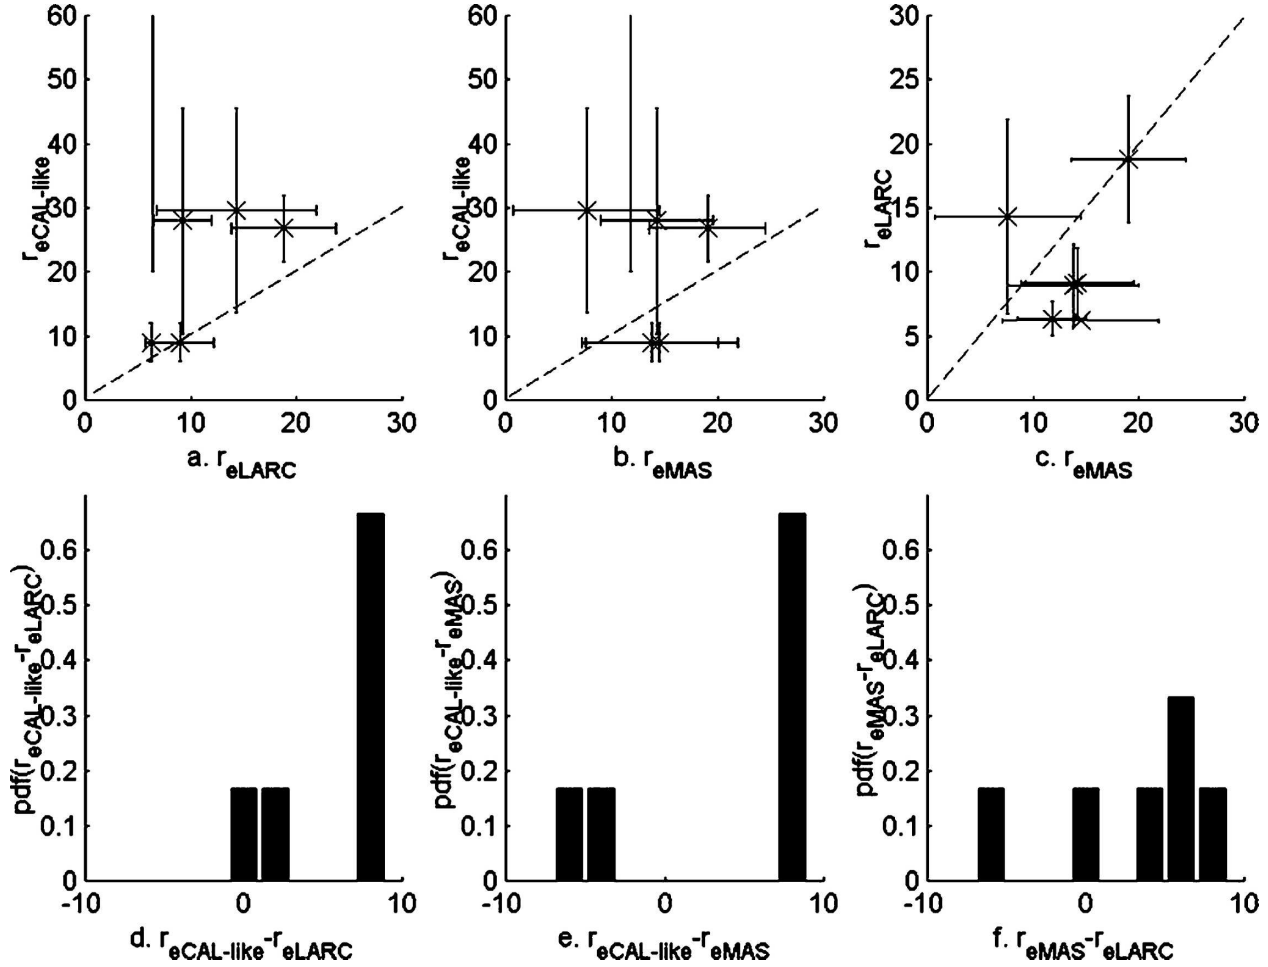 60
50
40
30
20
10
0
0 10 20 30
r_eCAL-like
a. r_eLARC
60
50
40
30
20
10
0
0 10 20 30
r_eCAL-like
b. r_eMAS
30
25
20
15
10
5
0
0 10 20 30
r_eLARC
c. r_eMAS
0.6
0.5
0.4
0.3
0.2
0.1
0
-10 0 10
pdf(r_eCAL-like-r_eLARC)
d. r_eCAL-like-r_eLARC
0.6
0.5
0.4
0.3
0.2
0.1
0
-10 0 10
pdf(r_eCAL-like-r_eMAS)
e. r_eCAL-like-r_eMAS
0.6
0.5
0.4
0.3
0.2
0.1
0
-10 0 10
pdf(r_eMAS-r_eLARC)
f. r_eMAS-r_eLARC